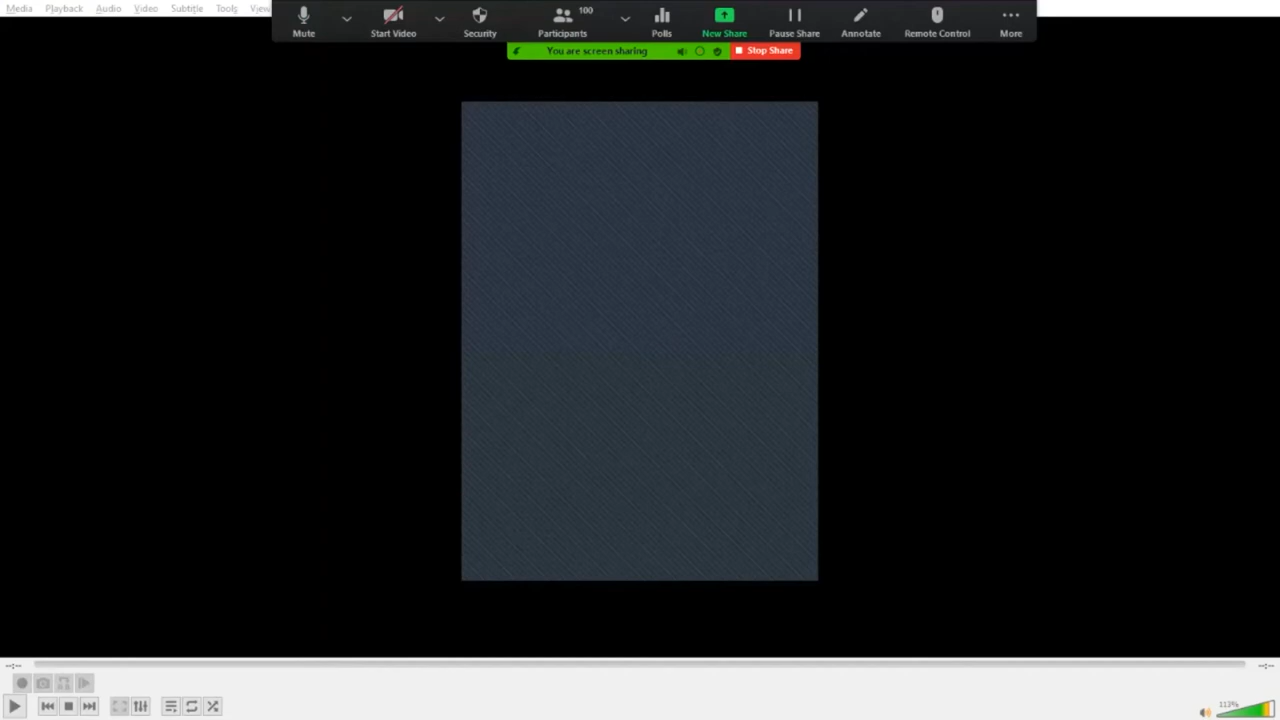 Media Playback Audio Video Subtitle Tools View
100
Mute Start Video Security Participants Polls New Share Pause Share Annotate Remote Control More
You are screen sharing Stop Share
--:-- --:--
113%